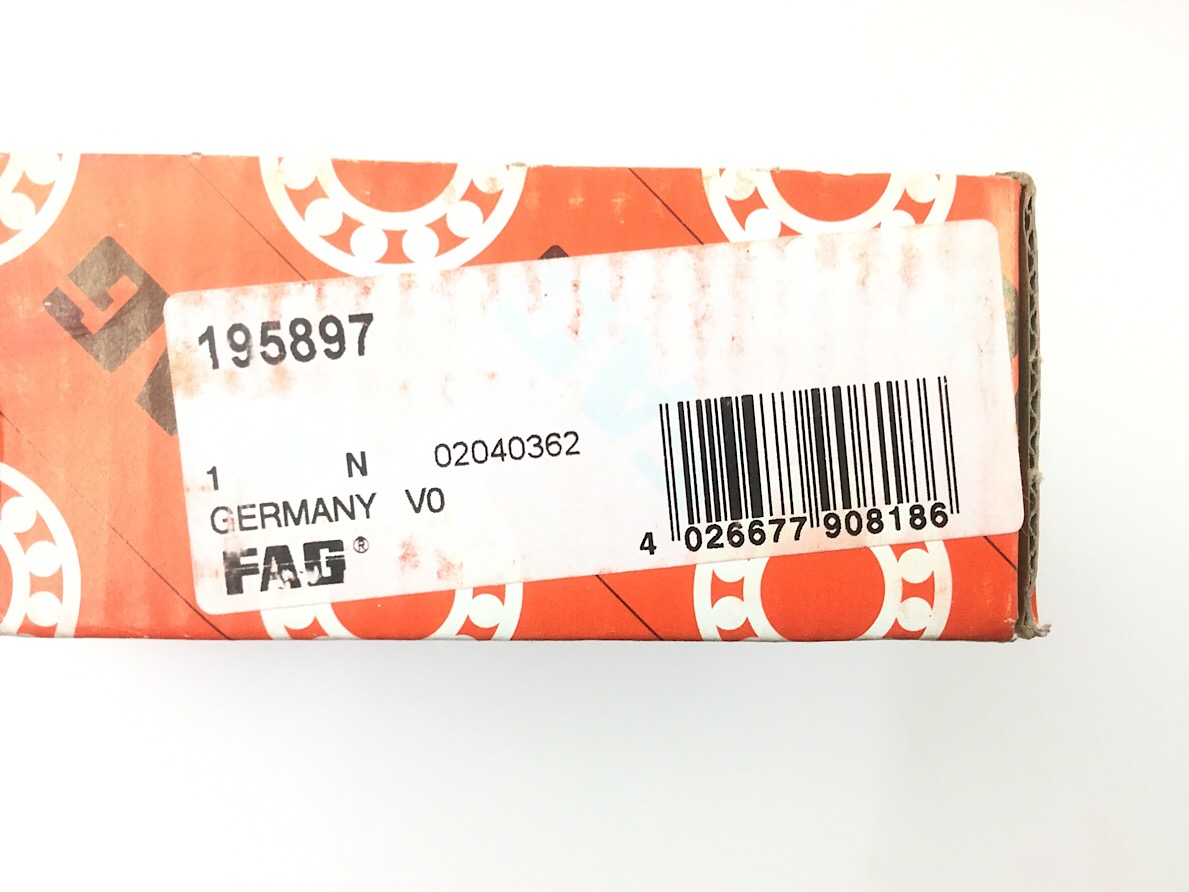 195897
1 N 02040362
GERMANY V0
FAG®
4 026677 908186